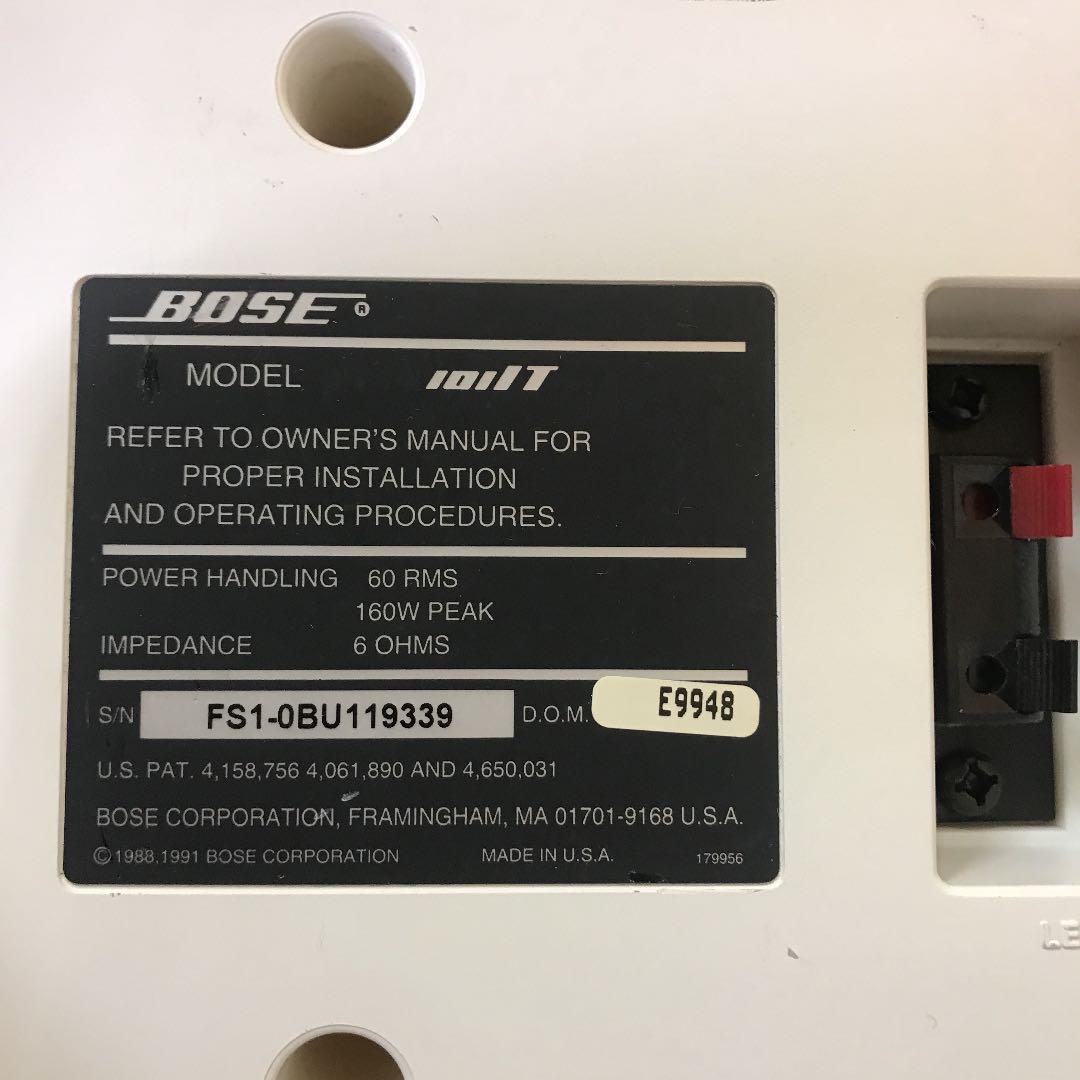 BOSE ®
MODEL 101IT
REFER TO OWNER'S MANUAL FOR
PROPER INSTALLATION
AND OPERATING PROCEDURES.
POWER HANDLING 60 RMS
160W PEAK
IMPEDANCE 6 OHMS
S/N FS1-0BU119339 D.O.M. E9948
U.S. PAT. 4,158,756 4,061,890 AND 4,650,031
BOSE CORPORATION, FRAMINGHAM, MA 01701-9168 U.S.A.
©1988,1991 BOSE CORPORATION MADE IN U.S.A. 179956